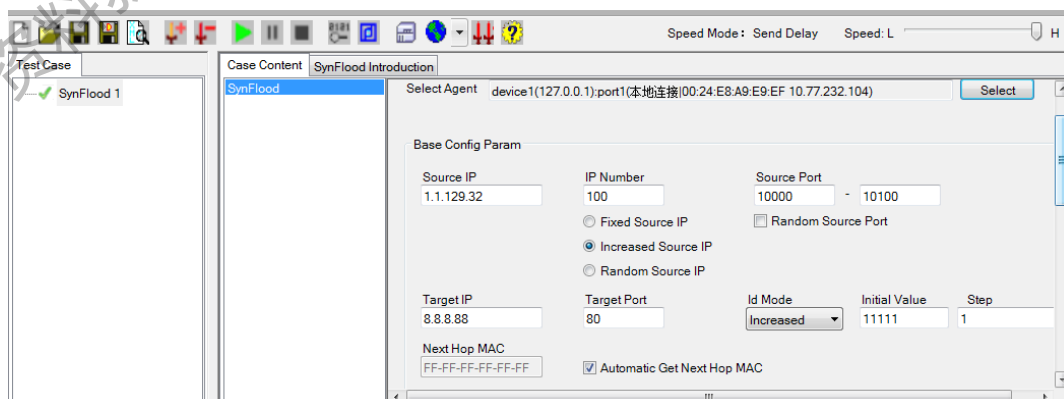 Speed Mode: Send Delay Speed: L H
Test Case
Case Content SynFlood Introduction
SynFlood 1
SynFlood
Select Agent device1(127.0.0.1):port1(本地连接|00:24:E8:A9:E9:EF 10.77.232.104) Select
Base Config Param
Source IP IP Number Source Port
1.1.129.32 100 10000 - 10100
Fixed Source IP Random Source Port
Increased Source IP
Random Source IP
Target IP Target Port Id Mode Initial Value Step
8.8.8.88 80 Increased 11111 1
Next Hop MAC
FF-FF-FF-FF-FF-FF Automatic Get Next Hop MAC